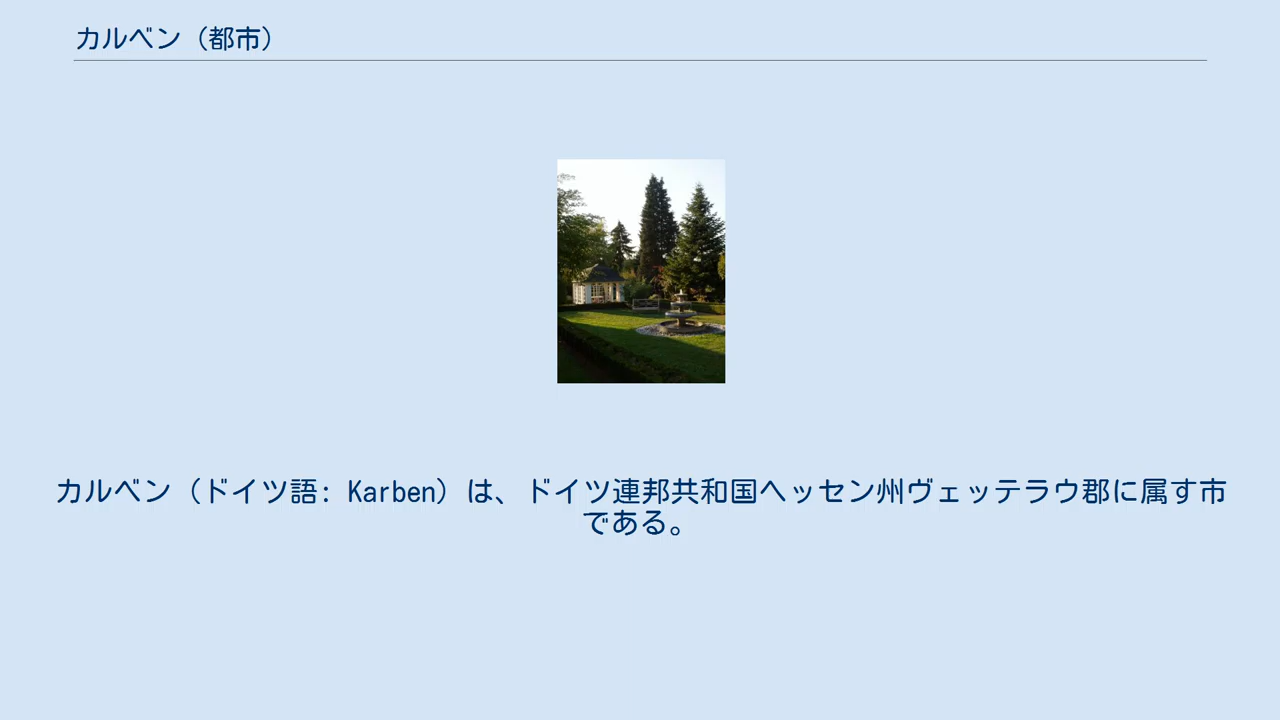 カルベン（都市）
カルベン（ドイツ語: Karben）は、ドイツ連邦共和国ヘッセン州ヴェッテラウ郡に属す市
である。